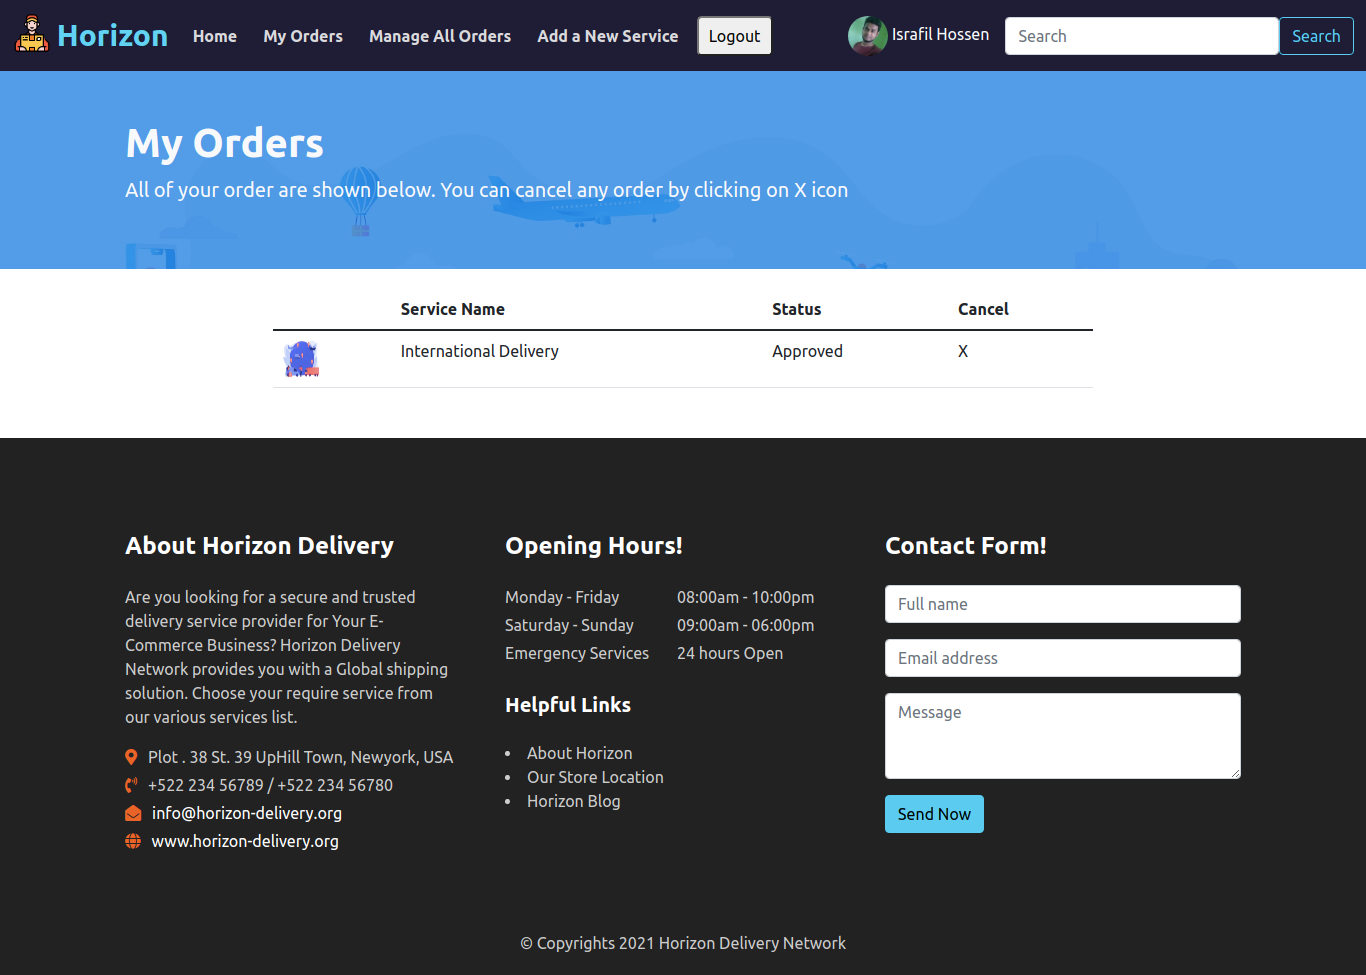 Horizon Home My Orders Manage All Orders Add a New Service Logout Israfil Hossen Search Search
My Orders
All of your order are shown below. You can cancel any order by clicking on X icon
Service Name Status Cancel
International Delivery Approved X
About Horizon Delivery
Are you looking for a secure and trusted
delivery service provider for Your E-
Commerce Business? Horizon Delivery
Network provides you with a Global shipping
solution. Choose your require service from
our various services list.
Plot . 38 St. 39 UpHill Town, Newyork, USA
+522 234 56789 / +522 234 56780
info@horizon-delivery.org
www.horizon-delivery.org
Opening Hours!
Monday - Friday 08:00am - 10:00pm
Saturday - Sunday 09:00am - 06:00pm
Emergency Services 24 hours Open
Helpful Links
• About Horizon
• Our Store Location
• Horizon Blog
Contact Form!
Full name
Email address
Message
Send Now
© Copyrights 2021 Horizon Delivery Network